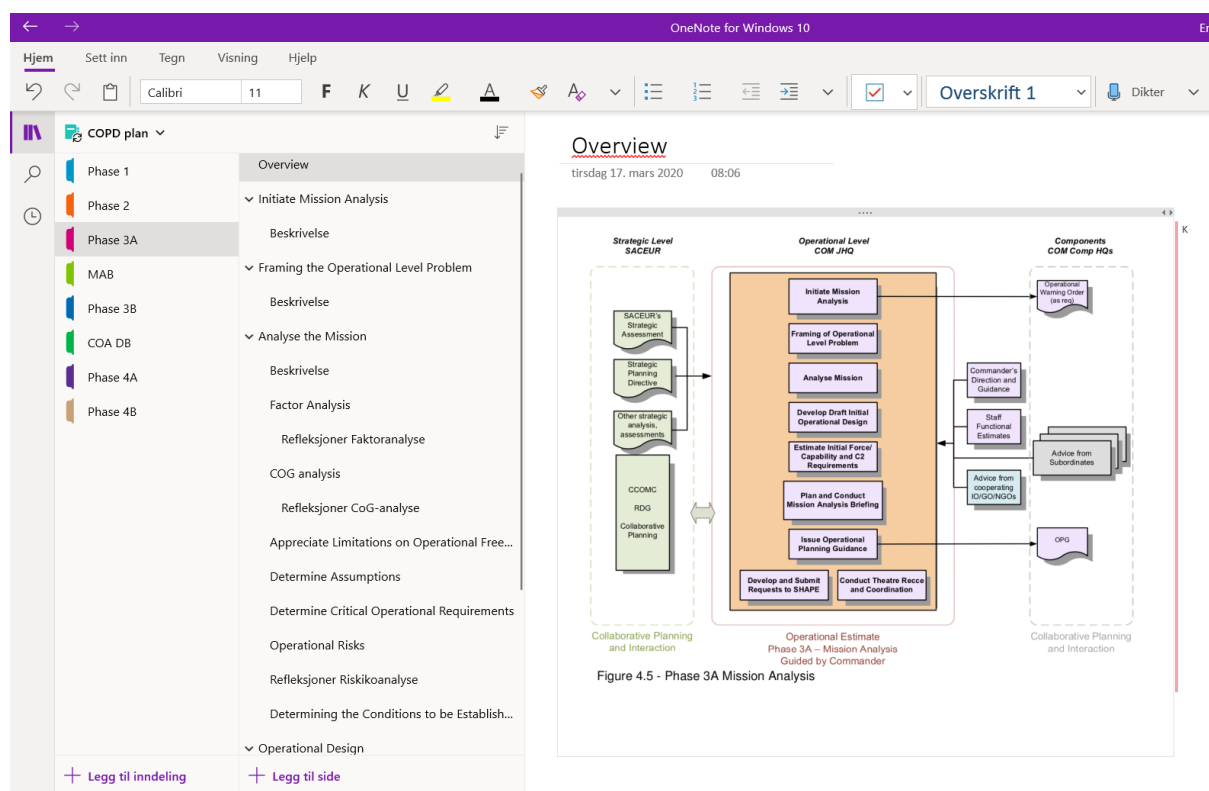 OneNote for Windows 10
Hjem Sett inn Tegn Visning Hjelp
Calibri 11 F K U A Overskrift 1 Dikter
COPD plan
Phase 1
Phase 2
Phase 3A
MAB
Phase 3B
COA DB
Phase 4A
Phase 4B
Legg til inndeling
Overview
Initiate Mission Analysis
Beskrivelse
Framing the Operational Level Problem
Beskrivelse
Analyse the Mission
Beskrivelse
Factor Analysis
Refleksjoner Faktoranalyse
COG analysis
Refleksjoner CoG-analyse
Appreciate Limitations on Operational Free...
Determine Assumptions
Determine Critical Operational Requirements
Operational Risks
Refleksjoner Riskikoanalyse
Determining the Conditions to be Establish...
Operational Design
Legg til side
Overview
tirsdag 17. mars 2020 08:06
K
Strategic Level
SACEUR
SACEUR's
Strategic
Assessment
Strategic
Planning
Directive
Other strategic
analysis,
assessments
CCOMC
RDG
Collaborative
Planning
Collaborative Planning
and Interaction
Operational Level
COM JHQ
Initiate Mission
Analysis
Framing of Operational
Level Problem
Analyse Mission
Develop Draft Initial
Operational Design
Estimate Initial Force/
Capability and C2
Requirements
Plan and Conduct
Mission Analysis Briefing
Issue Operational
Planning Guidance
Develop and Submit
Requests to SHAPE
Conduct Theatre Recce
and Coordination
Operational Estimate
Phase 3A – Mission Analysis
Guided by Commander
Commander's
Direction and
Guidance
Staff
Functional
Estimates
Advice from
cooperating
IO/GO/NGOs
Components
COM Comp HQs
Operational
Warning Order
(as req)
Advice from
Subordinates
OPG
Collaborative Planning
and Interaction
Figure 4.5 - Phase 3A Mission Analysis